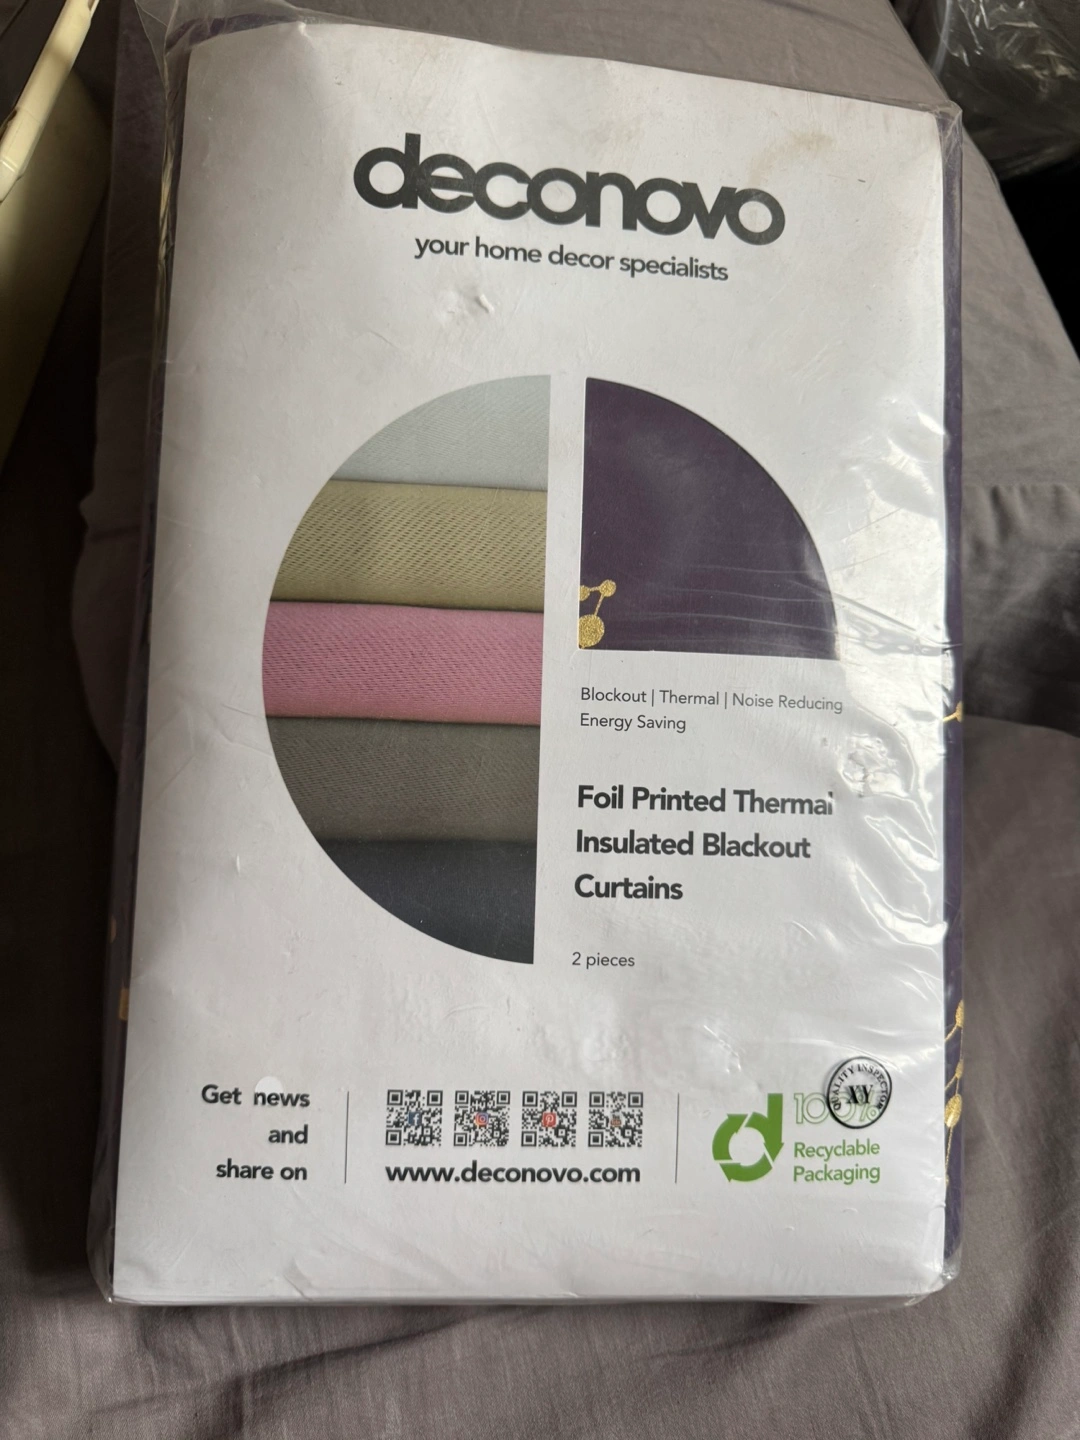 deconovo
your home decor specialists
Blockout | Thermal | Noise Reducing
Energy Saving
Foil Printed Thermal
Insulated Blackout
Curtains
2 pieces
Get news
and
share on
www.deconovo.com
100%
Recyclable
Packaging
QUALITY INSPECTOR
XY